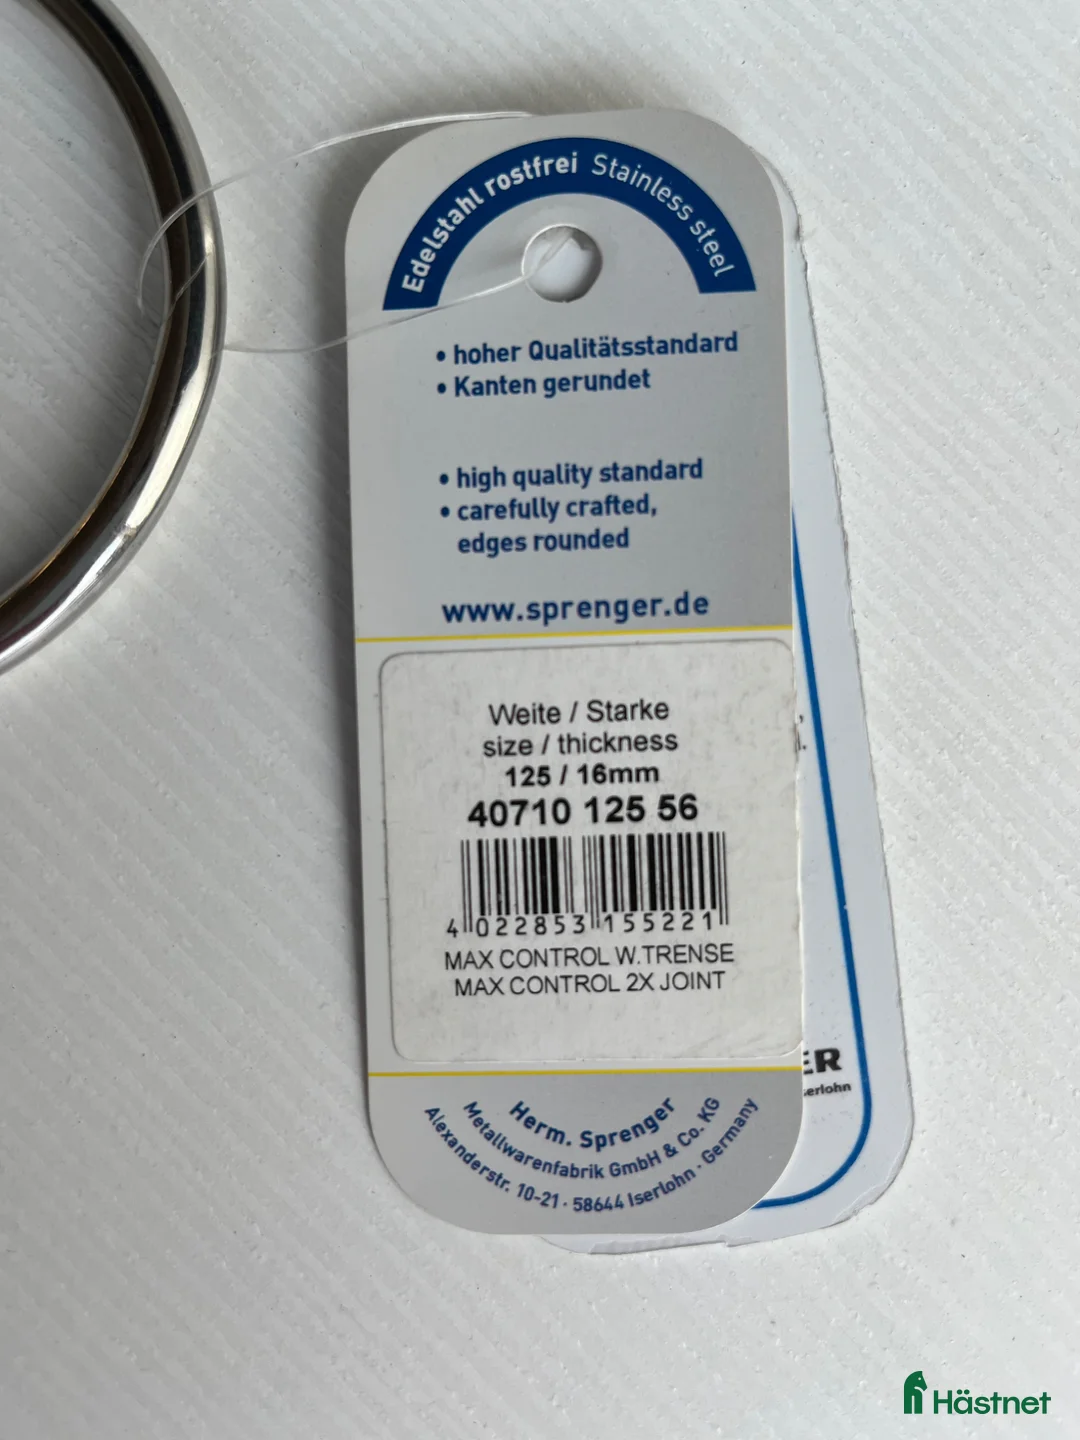 Edelstahl rostfrei Stainless steel
• hoher Qualitätsstandard
• Kanten gerundet
• high quality standard
• carefully crafted,
edges rounded
www.sprenger.de
Weite / Starke
size / thickness
125 / 16mm
40710 125 56
4 022853 155221
MAX CONTROL W.TRENSE
MAX CONTROL 2X JOINT
Herm. Sprenger
Metallwarenfabrik GmbH & Co. KG
Alexanderstr. 10-21 · 58644 Iserlohn · Germany
ER
erlohn
Hästnet